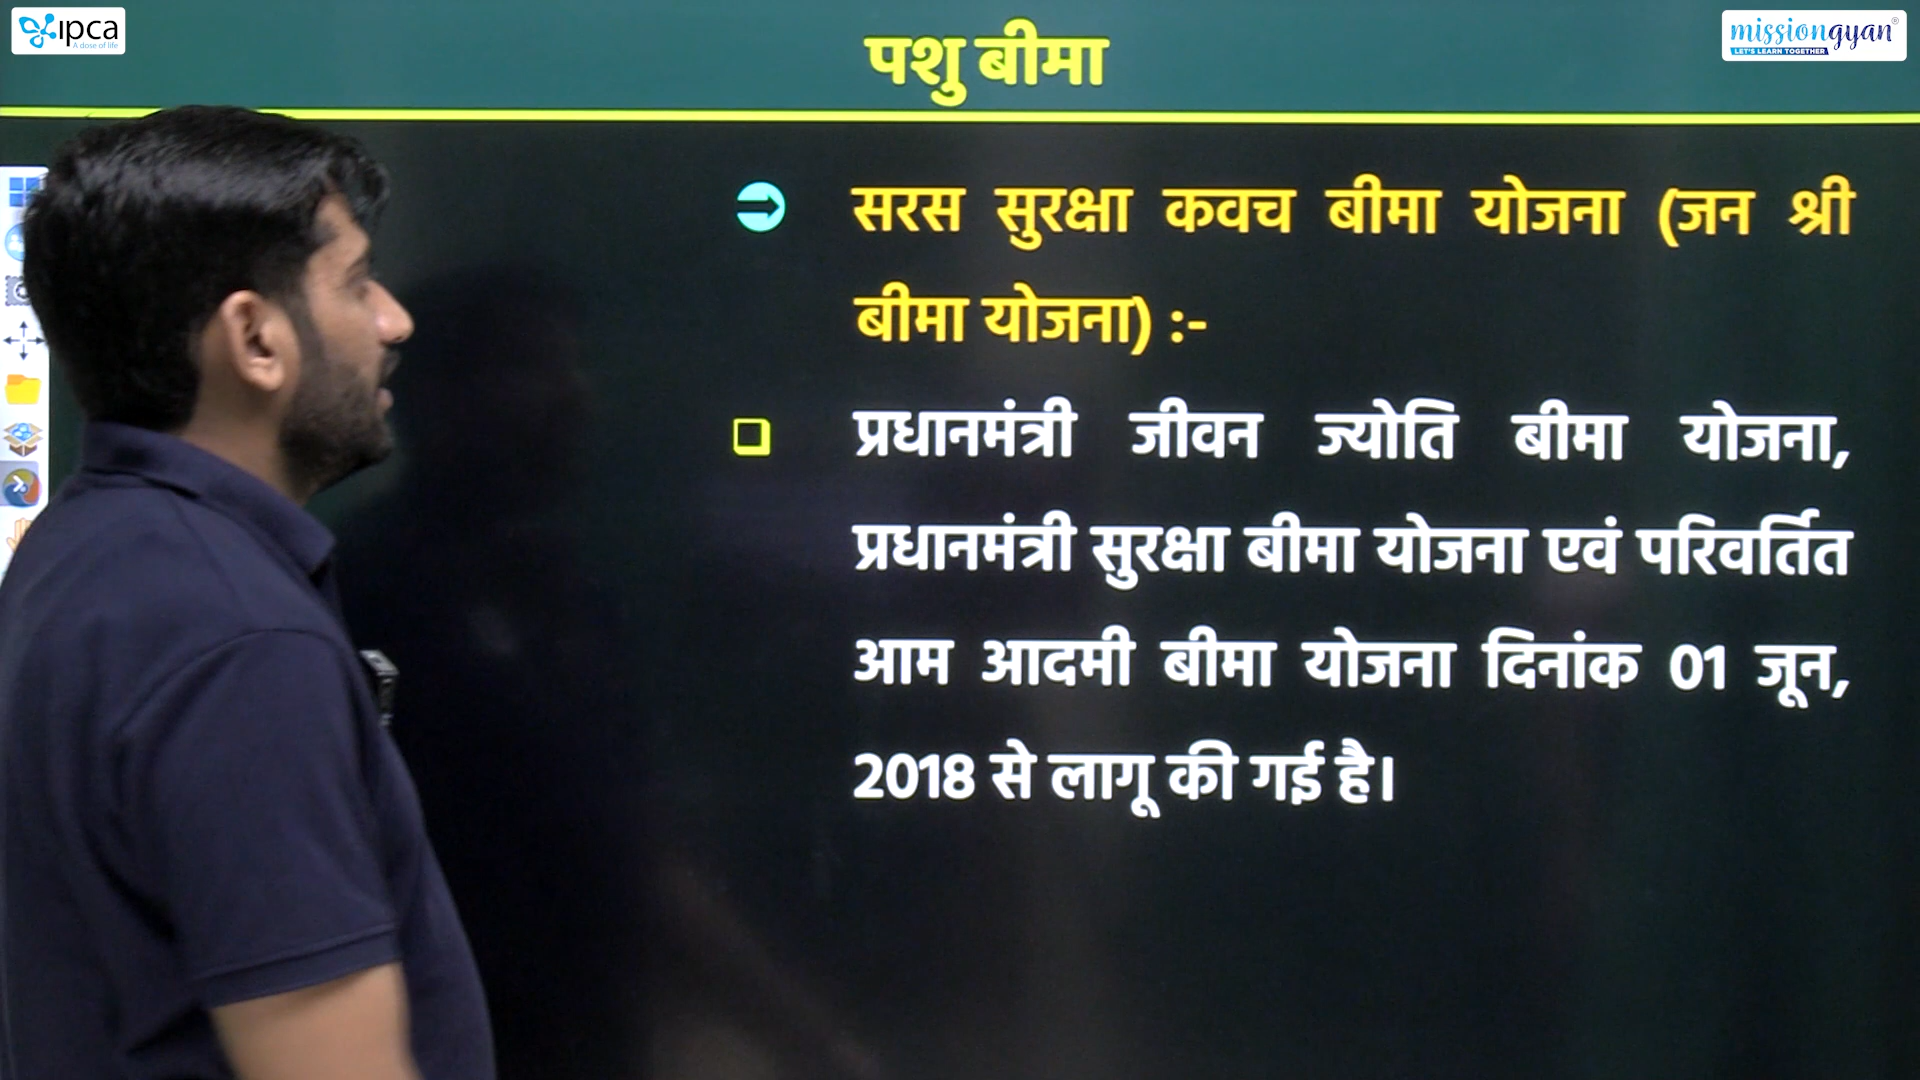 ipca
A dose of life
पशु बीमा
missiongyan®
LET'S LEARN TOGETHER
सरस सुरक्षा कवच बीमा योजना (जन श्री
बीमा योजना) :-
प्रधानमंत्री जीवन ज्योति बीमा योजना,
प्रधानमंत्री सुरक्षा बीमा योजना एवं परिवर्तित
आम आदमी बीमा योजना दिनांक 01 जून,
2018 से लागू की गई है।